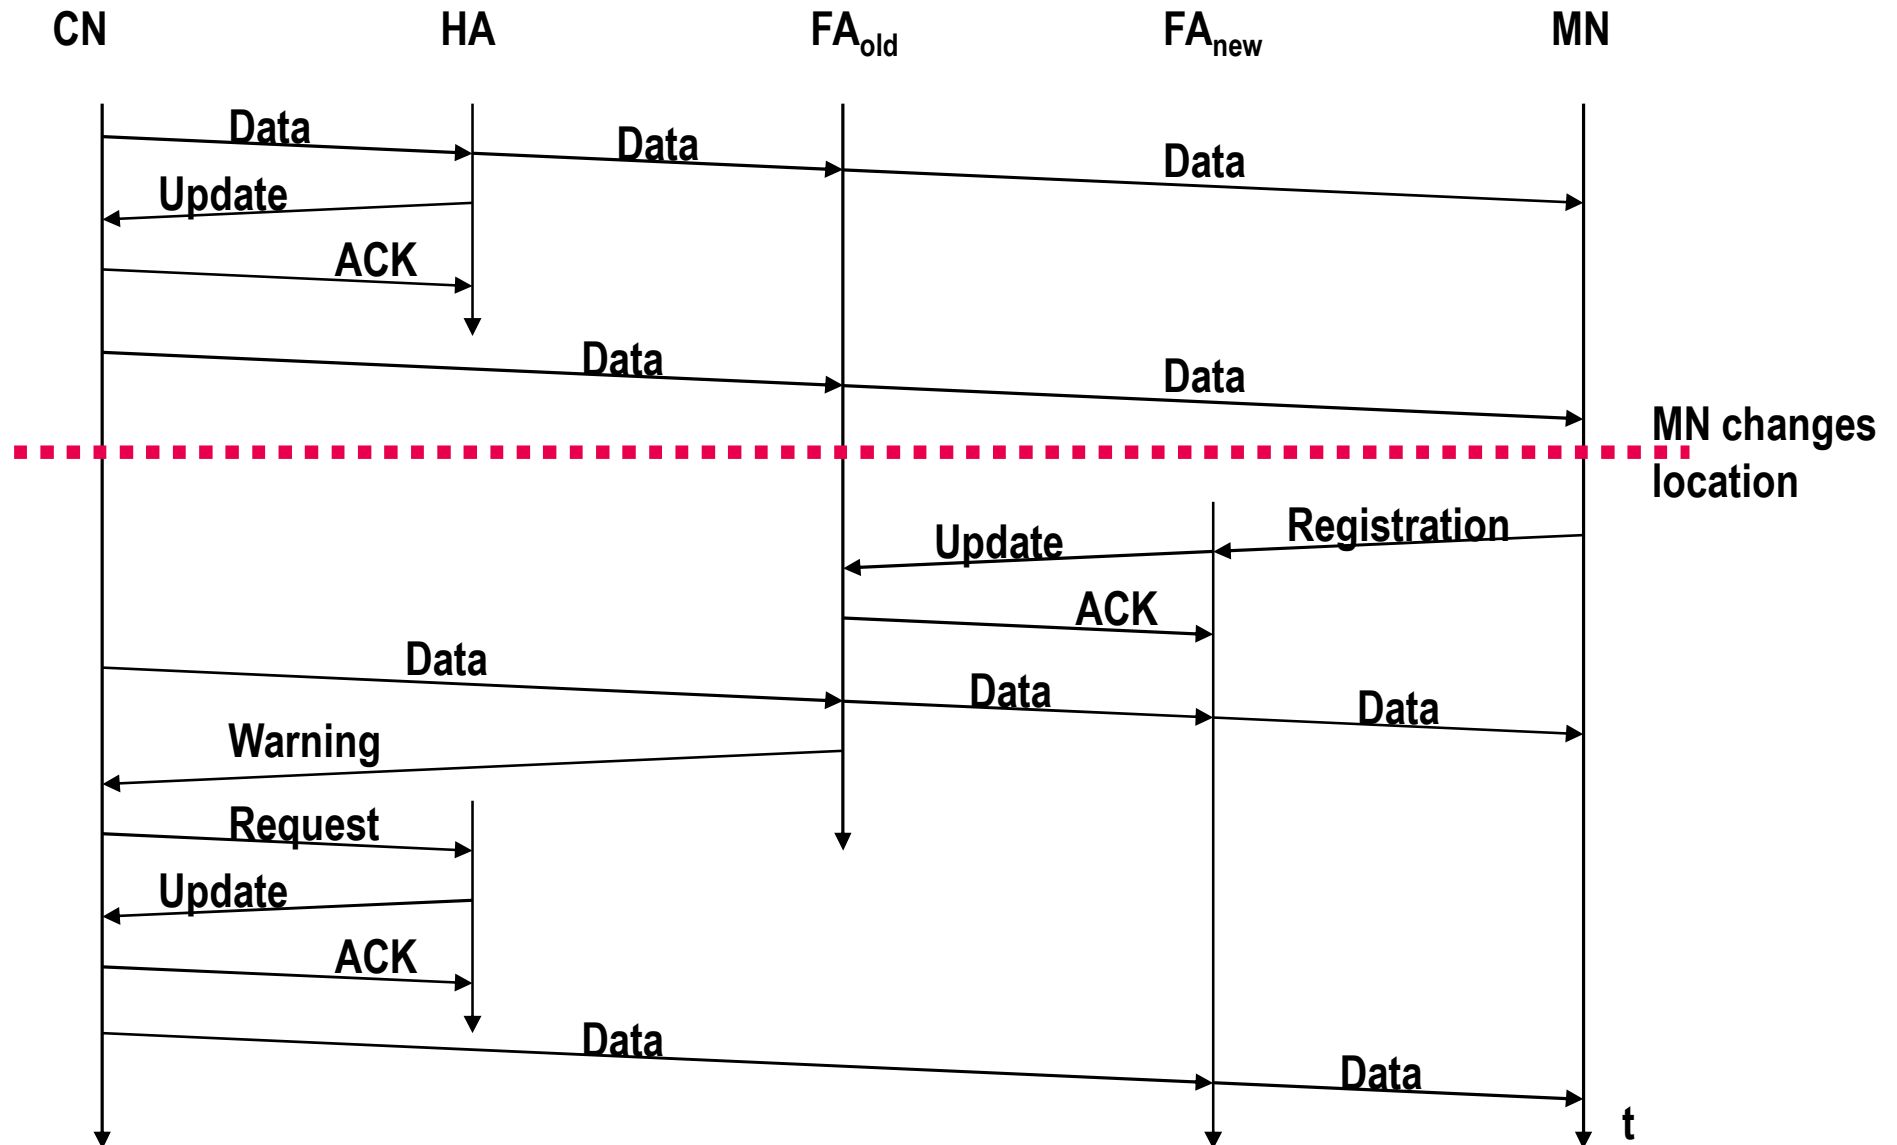 CN HA FAold FAnew MN
Data Data Data
Update
ACK
Data Data
MN changes
location
Registration
Update
ACK
Data Data Data
Warning
Request
Update
ACK
Data Data
t